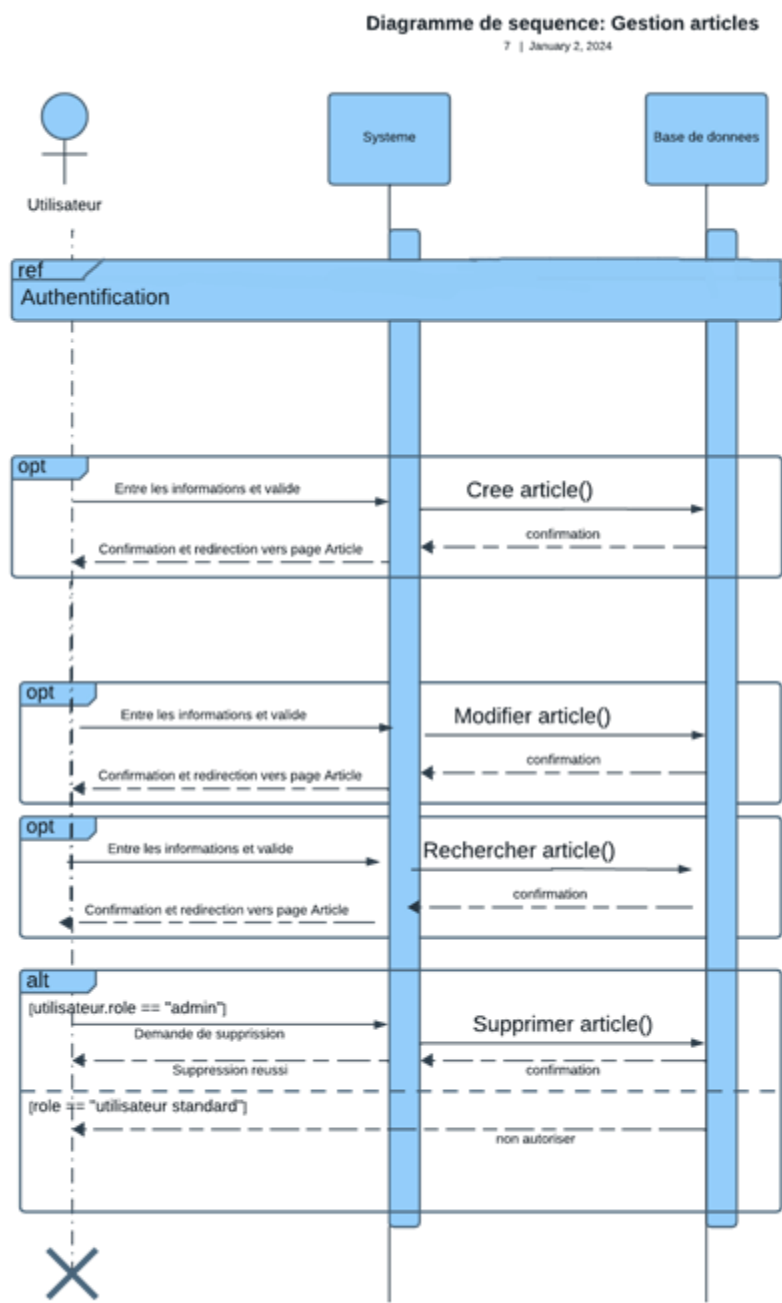 Diagramme de sequence: Gestion articles
7 | January 2, 2024
Utilisateur
Systeme
Base de donnees
ref
Authentification
opt
Entre les informations et valide
Cree article()
confirmation
Confirmation et redirection vers page Article
opt
Entre les informations et valide
Modifier article()
confirmation
Confirmation et redirection vers page Article
opt
Entre les informations et valide
Rechercher article()
confirmation
Confirmation et redirection vers page Article
alt
[utilisateur.role == "admin"]
Demande de supprission
Supprimer article()
Suppression reussi
confirmation
[role == "utilisateur standard"]
non autoriser